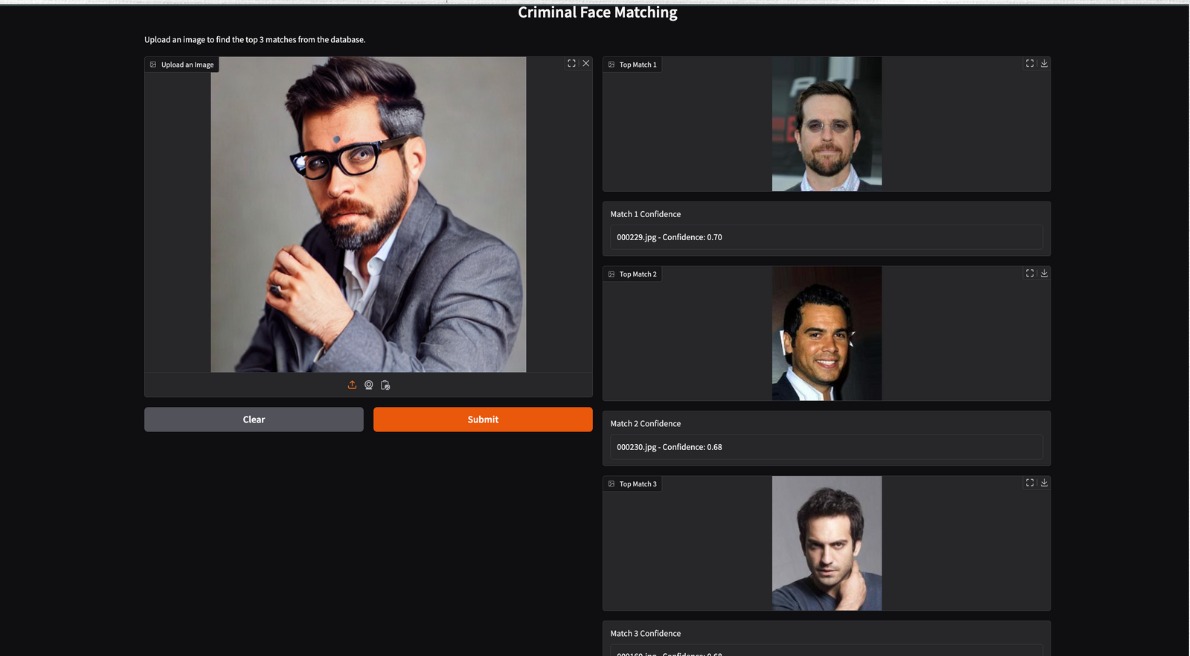 Criminal Face Matching
Upload an image to find the top 3 matches from the database.
Upload an Image
Clear
Submit
Top Match 1
Match 1 Confidence
000229.jpg - Confidence: 0.70
Top Match 2
Match 2 Confidence
000230.jpg - Confidence: 0.68
Top Match 3
Match 3 Confidence